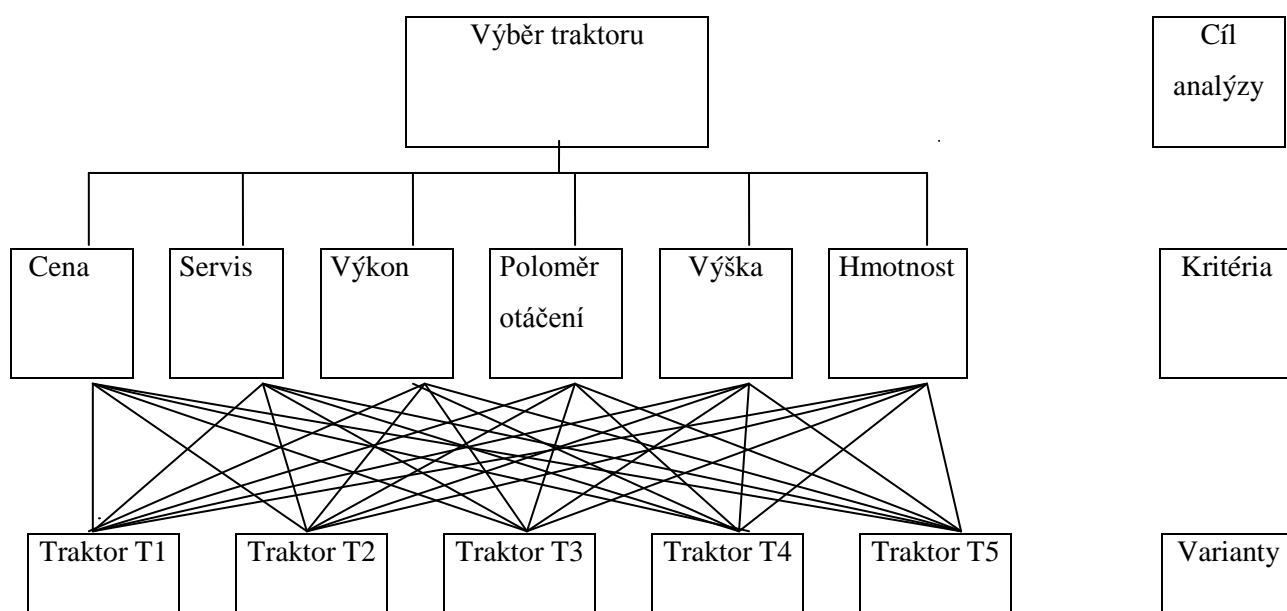 Výběr traktoru
Cíl
analýzy
Cena
Servis
Výkon
Poloměr
otáčení
Výška
Hmotnost
Kritéria
Traktor T1
Traktor T2
Traktor T3
Traktor T4
Traktor T5
Varianty